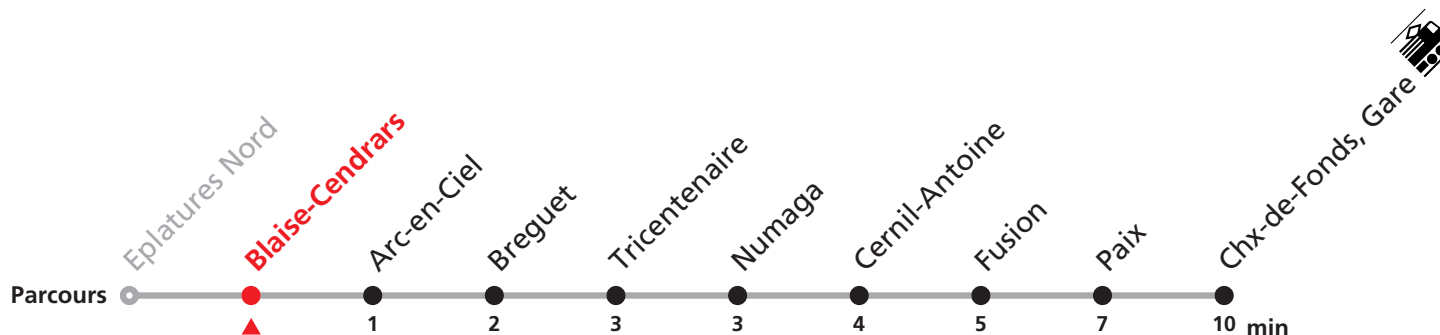 Eplatures Nord
Blaise-Cendrars
Arc-en-Ciel
Breguet
Tricentenaire
Numaga
Cernil-Antoine
Fusion
Paix
Chx-de-Fonds, Gare
Parcours
1 2 3 3 4 5 7 10 min